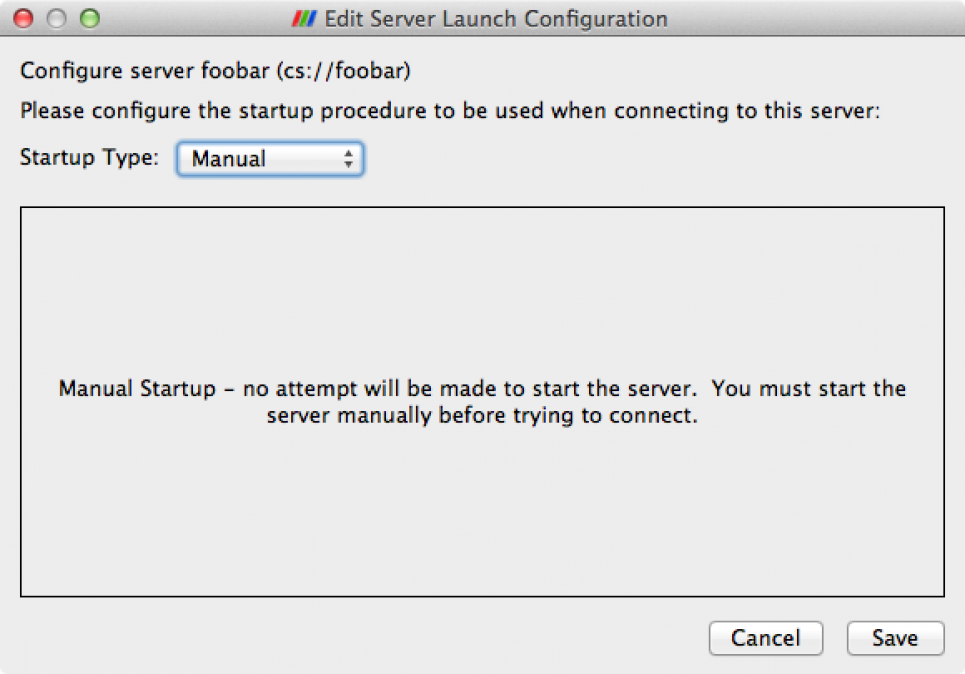 Edit Server Launch Configuration
Configure server foobar (cs://foobar)
Please configure the startup procedure to be used when connecting to this server:
Startup Type: Manual
Manual Startup – no attempt will be made to start the server.  You must start the
server manually before trying to connect.
Cancel Save